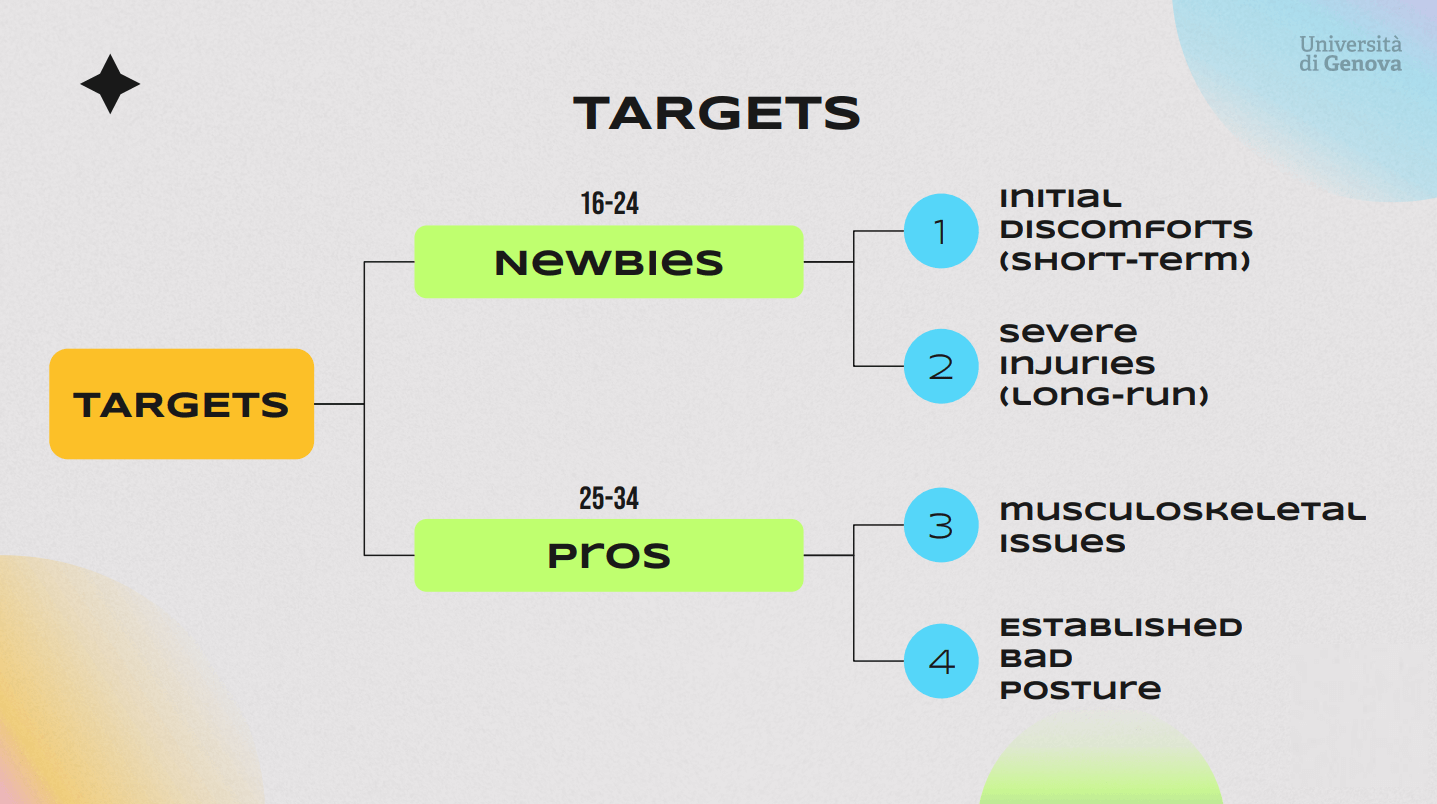 Università
di Genova
TARGETS
16-24
Newbies
TARGETS
25-34
Pros
1
Initial
Discomforts
(short-term)
2
Severe
Injuries
(long-run)
3
Musculoskeletal
Issues
4
Established
Bad
Posture